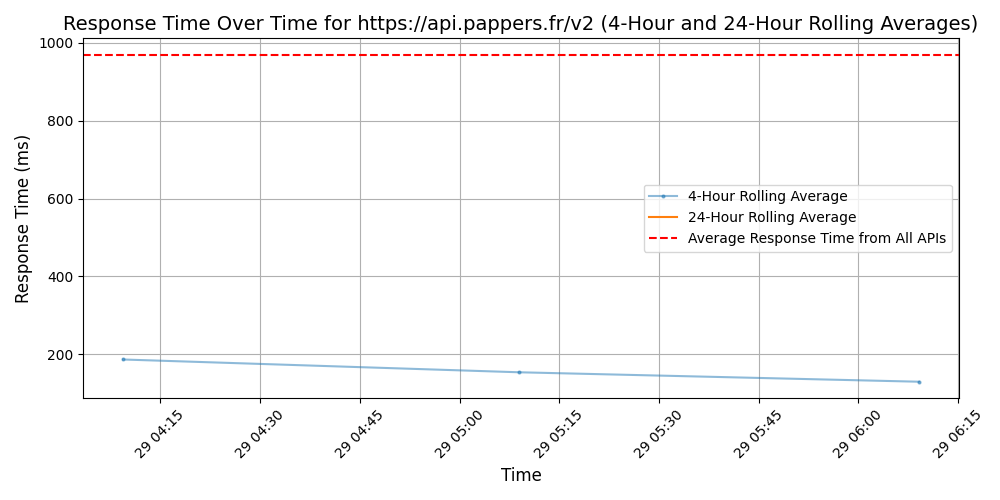 Response Time Over Time for https://api.pappers.fr/v2 (4-Hour and 24-Hour Rolling Averages)
Response Time (ms)
1000
800
600
400
200
4-Hour Rolling Average
24-Hour Rolling Average
Average Response Time from All APIs
29 04:15
29 04:30
29 04:45
29 05:00
29 05:15
29 05:30
29 05:45
29 06:00
29 06:15
Time